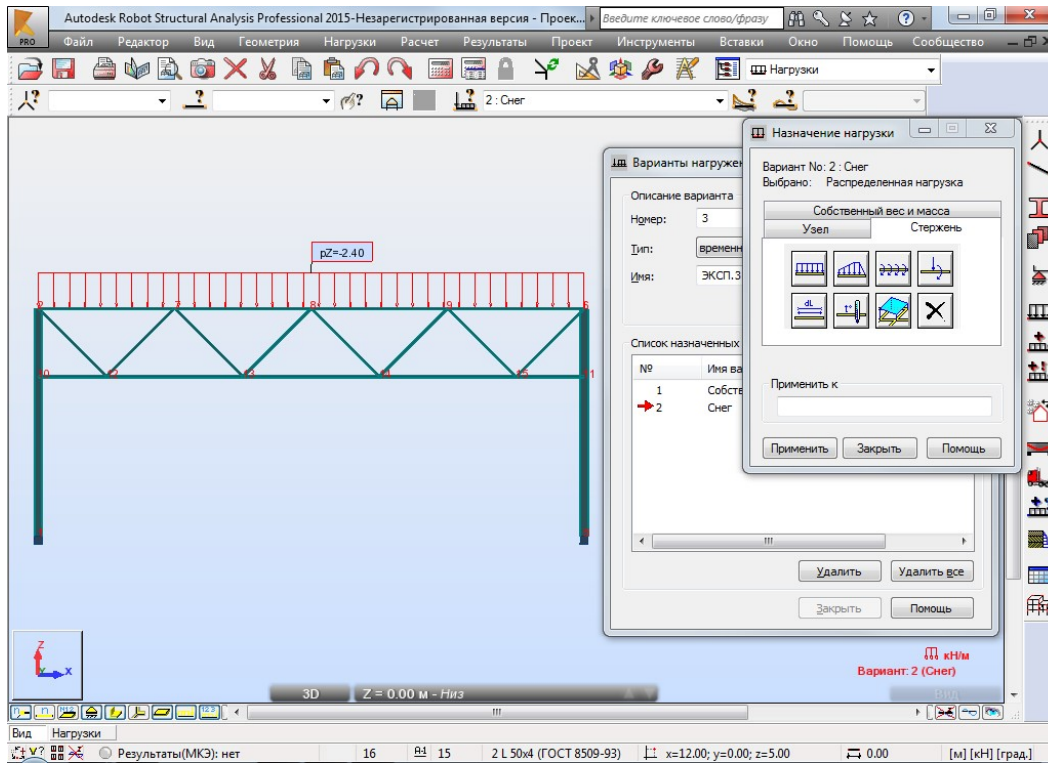 Autodesk Robot Structural Analysis Professional 2015-Незарегистрированная версия - Проек...
Введите ключевое слово/фразу
PRO
Файл Редактор Вид Геометрия Нагрузки Расчет Результаты Проект Инструменты Вставки Окно Помощь Сообщество
Нагрузки
2 : Снег
Назначение нагрузки
Вариант No: 2 : Снег
Выбрано: Распределенная нагрузка
Собственный вес и масса
Узел
Стержень
Применить к
Применить
Закрыть
Помощь
Варианты нагружен
Описание варианта
Номер: 3
Тип: временн
Имя: ЭКСП.3
Список назначенных
№ Имя ва
1 Собств
2 Снег
Удалить
Удалить все
Закрыть
Помощь
pZ=-2.40
кН/м
Вариант: 2 (Снег)
Z
X
3D
Z = 0.00 м - Низ
Вид
Вид
Нагрузки
Результаты(МКЭ): нет
16
15
2 L 50x4 (ГОСТ 8509-93)
x=12.00; y=0.00; z=5.00
0.00
[м] [кН] [град.]